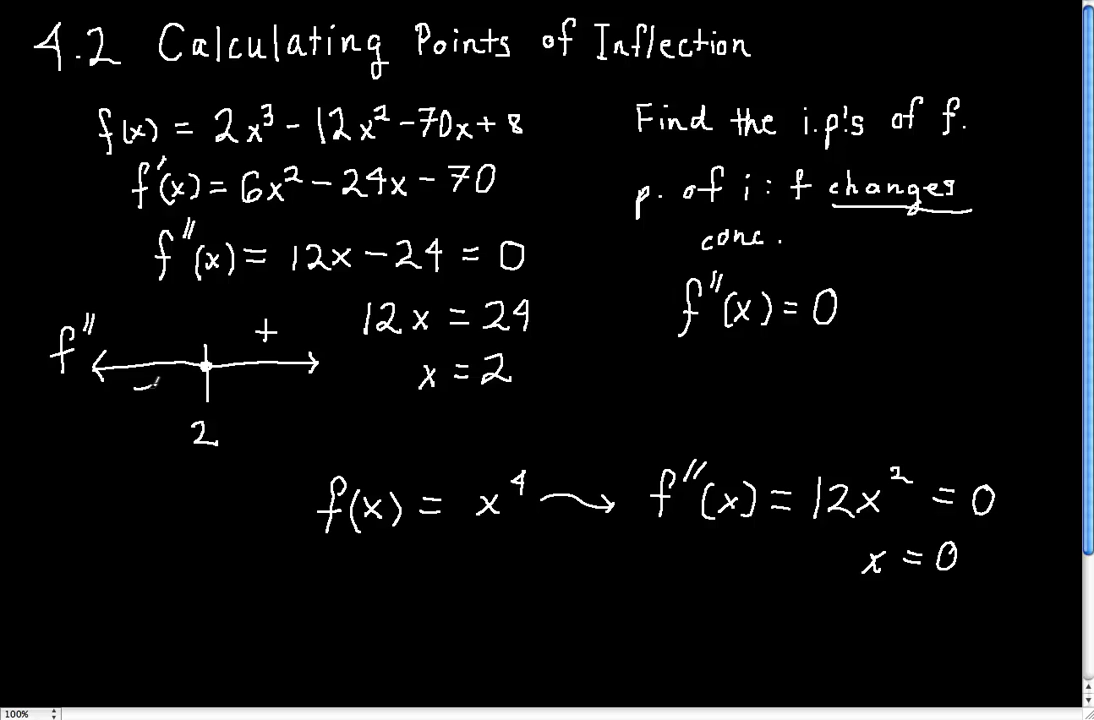 4.2 Calculating Points of Inflection
f(x) = 2x³ - 12x² - 70x + 8
f'(x) = 6x² - 24x - 70
f''(x) = 12x - 24 = 0
12x = 24
x = 2
f''
- +
2
Find the i.p!s of f.
p. of i : f changes
conc.
f''(x) = 0
f(x) = x⁴ → f''(x) = 12x² = 0
x = 0
100%